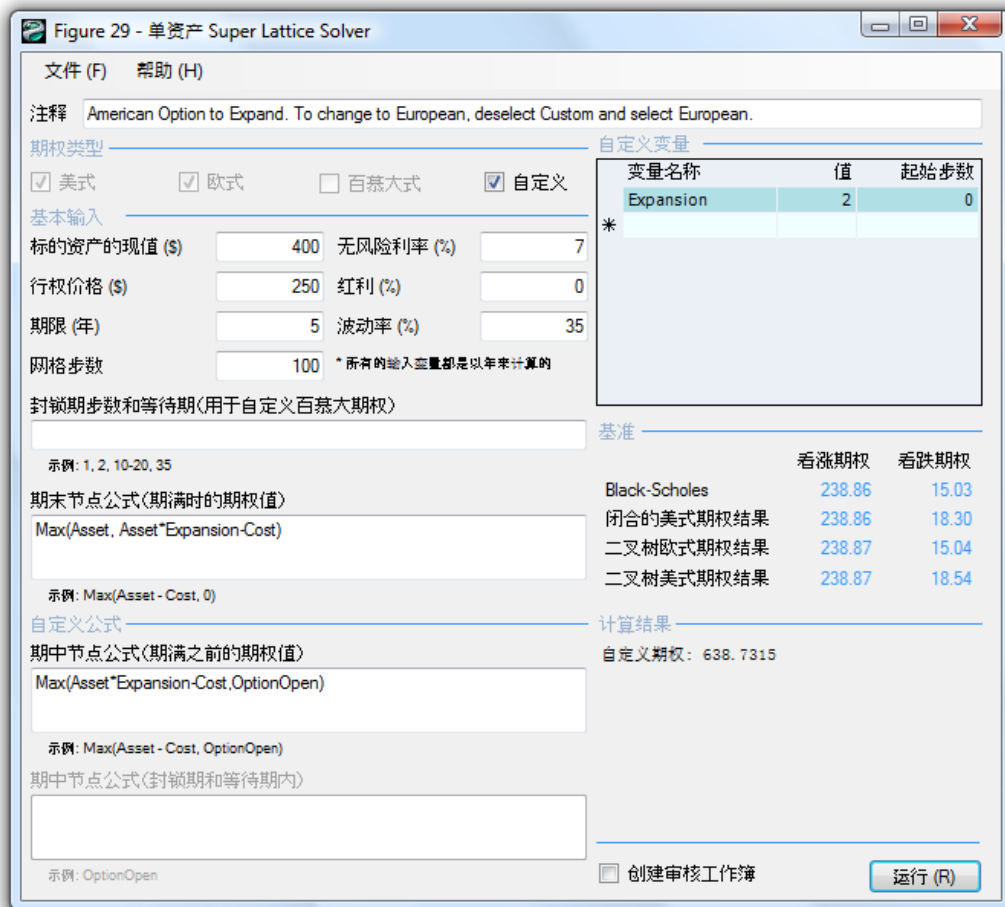 Figure 29 - 单资产 Super Lattice Solver
文件 (F) 帮助 (H)
注释 American Option to Expand. To change to European, deselect Custom and select European.
期权类型
美式 欧式 百慕大式 自定义
基本输入
标的资产的现值 ($) 400 无风险利率 (%) 7
行权价格 ($) 250 红利 (%) 0
期限 (年) 5 波动率 (%) 35
网格步数 100 * 所有的输入变量都是以年来计算的
封锁期步数和等待期(用于自定义百慕大期权)
示例: 1, 2, 10-20, 35
期末节点公式(期满时的期权值)
Max(Asset, Asset*Expansion-Cost)
示例: Max(Asset - Cost, 0)
自定义公式
期中节点公式(期满之前的期权值)
Max(Asset*Expansion-Cost,OptionOpen)
示例: Max(Asset - Cost, OptionOpen)
期中节点公式(封锁期和等待期内)
示例: OptionOpen
自定义变量
变量名称 值 起始步数
Expansion 2 0
*
基准
看涨期权 看跌期权
Black-Scholes 238.86 15.03
闭合的美式期权结果 238.86 18.30
二叉树欧式期权结果 238.87 15.04
二叉树美式期权结果 238.87 18.54
计算结果
自定义期权: 638.7315
创建审核工作簿 运行 (R)